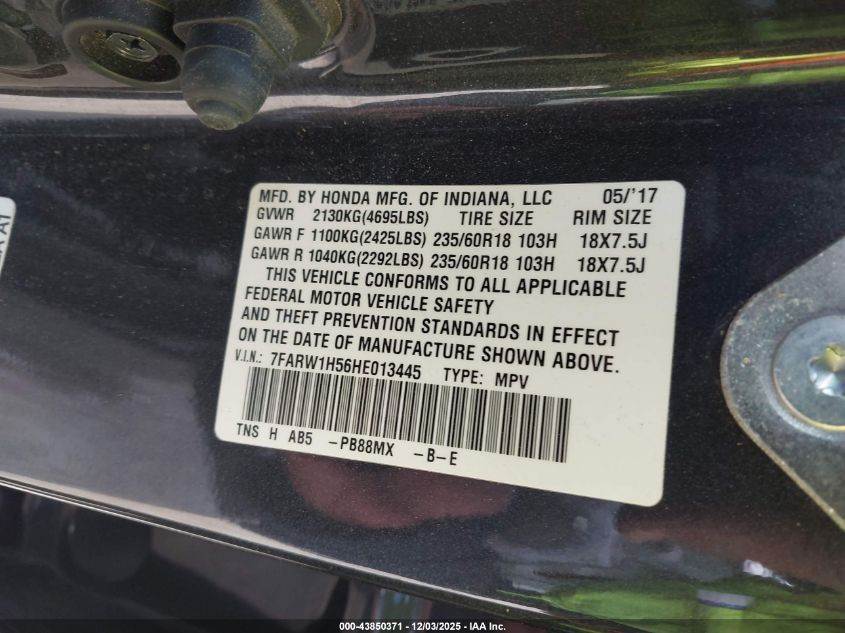 MFD. BY HONDA MFG. OF INDIANA, LLC 05/'17
GVWR 2130KG(4695LBS) TIRE SIZE RIM SIZE
GAWR F 1100KG(2425LBS) 235/60R18 103H 18X7.5J
GAWR R 1040KG(2292LBS) 235/60R18 103H 18X7.5J
THIS VEHICLE CONFORMS TO ALL APPLICABLE
FEDERAL MOTOR VEHICLE SAFETY
AND THEFT PREVENTION STANDARDS IN EFFECT
ON THE DATE OF MANUFACTURE SHOWN ABOVE.
V.I.N.: 7FARW1H56HE013445 TYPE: MPV
TNS H AB5 -PB88MX -B-E
000-43850371 - 12/03/2025 - IAA Inc.